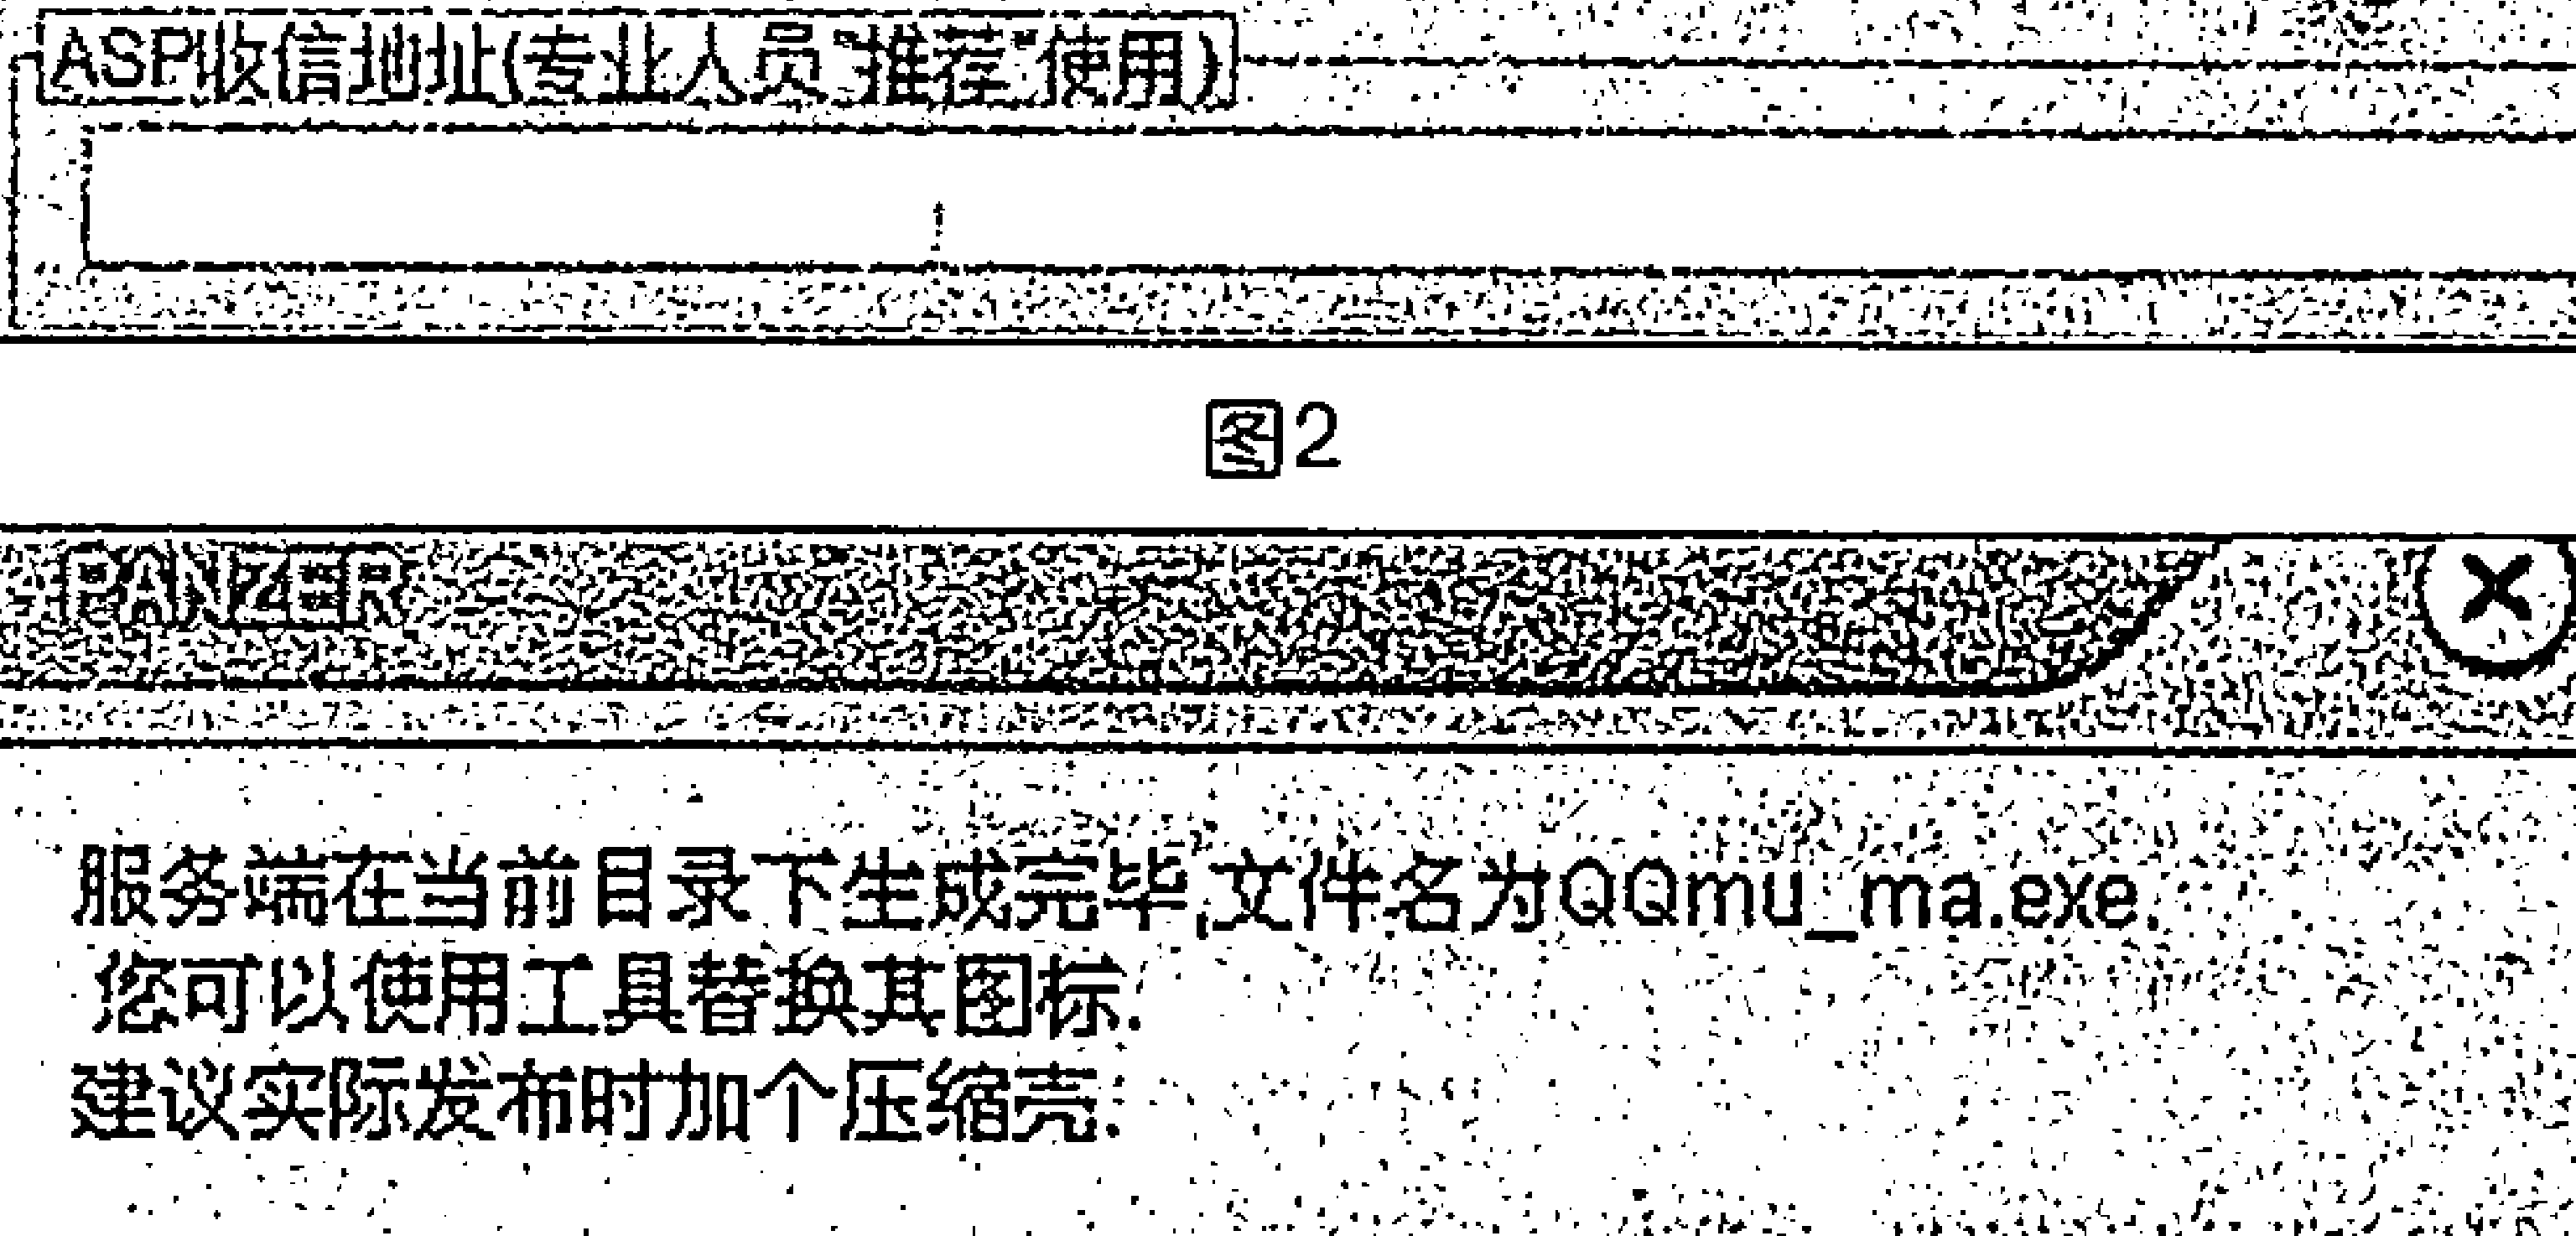 ASP收信地址(专业人员"推荐"使用)
图2
PANZER
服务端在当前目录下生成完毕,文件名为QQmu_ma.exe.
您可以使用工具替换其图标.
建议实际发布时加个压缩壳.